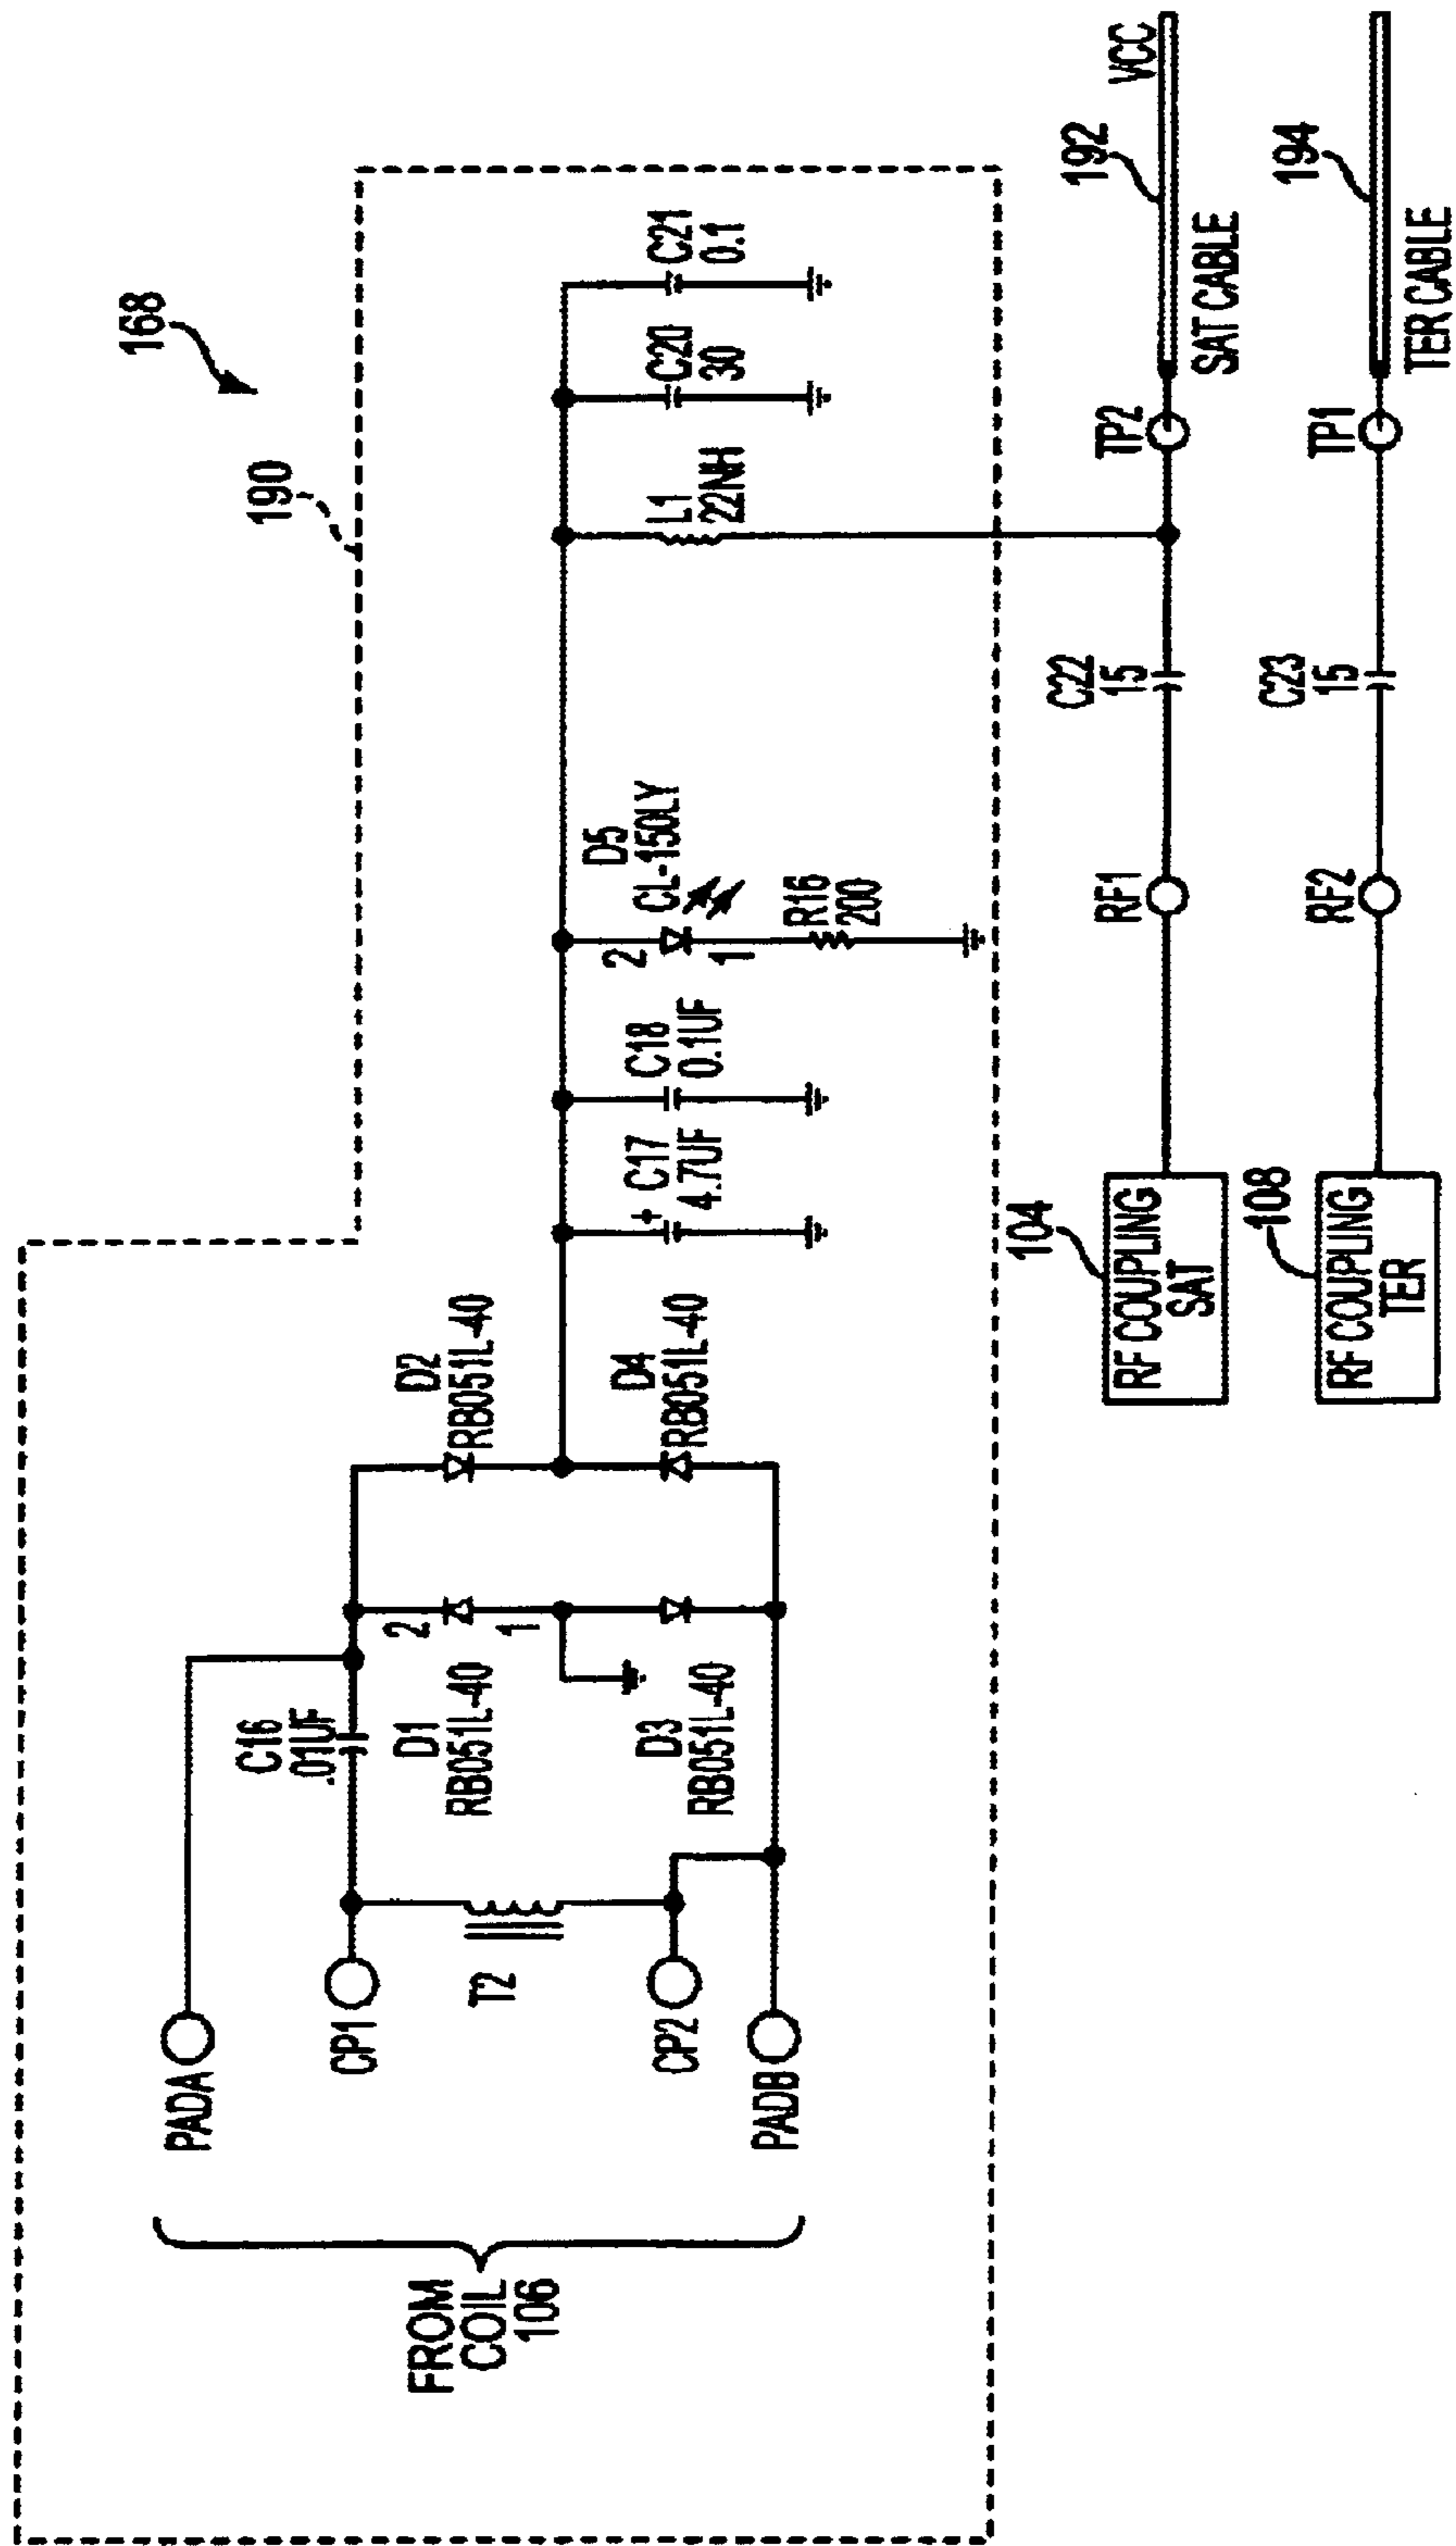 168
190
FROM
COIL
106
PADA
CP1
T2
CP2
PADB
C16
.01UF
D1
RB051L-40
2
1
D3
RB051L-40
D2
RB051L-40
D4
RB051L-40
+ C17
4.7UF
C18
0.1UF
D5
CL-150LY
2
1
R16
200
L1
22NH
C20
30
C21
0.1
104
RF COUPLING
SAT
RF1
C22
15
TP2
192
VCC
SAT CABLE
108
RF COUPLING
TER
RF2
C23
15
TP1
194
TER CABLE